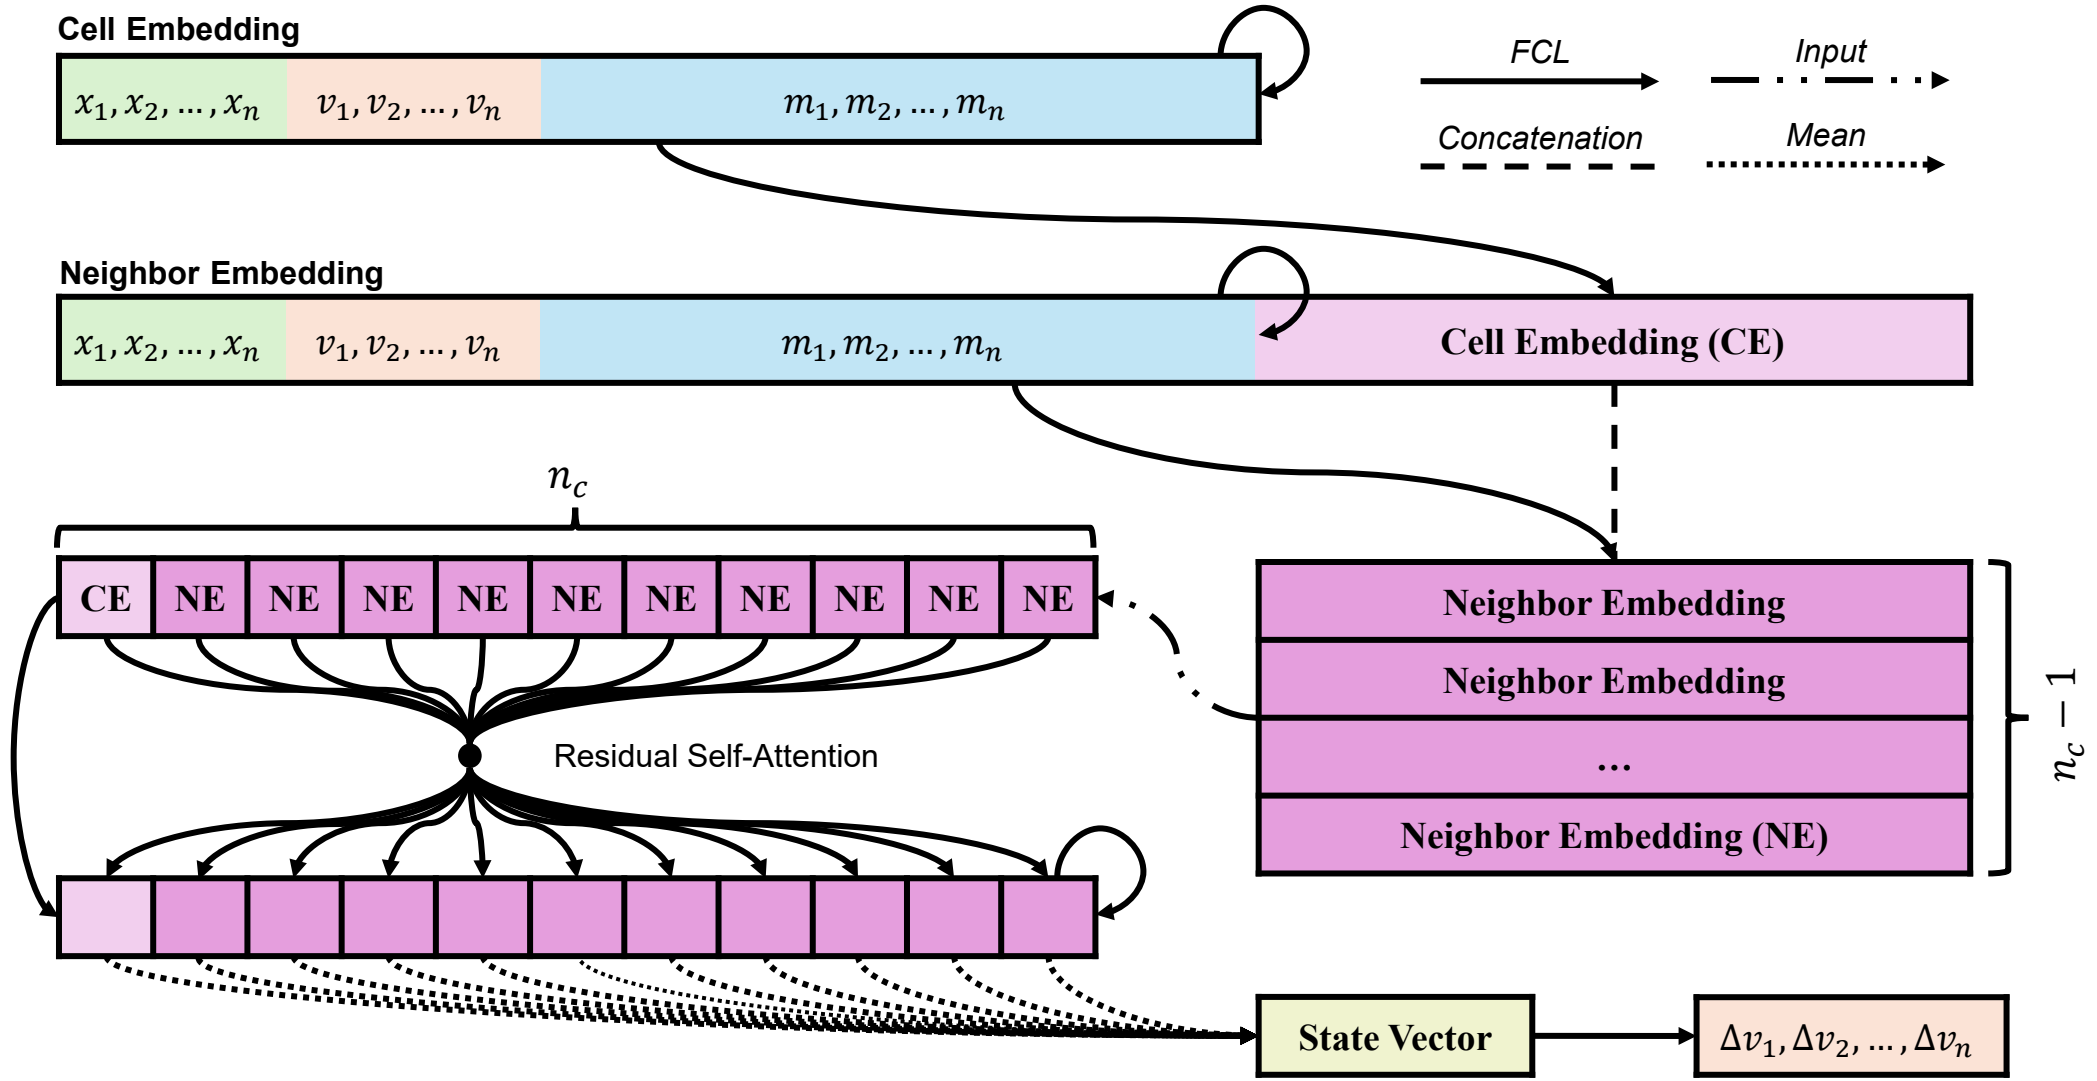 Cell Embedding
x₁, x₂, …, xₙ v₁, v₂, …, vₙ m₁, m₂, …, mₙ
FCL Input
Concatenation Mean
Neighbor Embedding
x₁, x₂, …, xₙ v₁, v₂, …, vₙ m₁, m₂, …, mₙ Cell Embedding (CE)
n_c
CE NE NE NE NE NE NE NE NE NE NE
Residual Self-Attention
Neighbor Embedding
Neighbor Embedding
…
Neighbor Embedding (NE)
n_c − 1
State Vector
Δv₁, Δv₂, …, Δvₙ